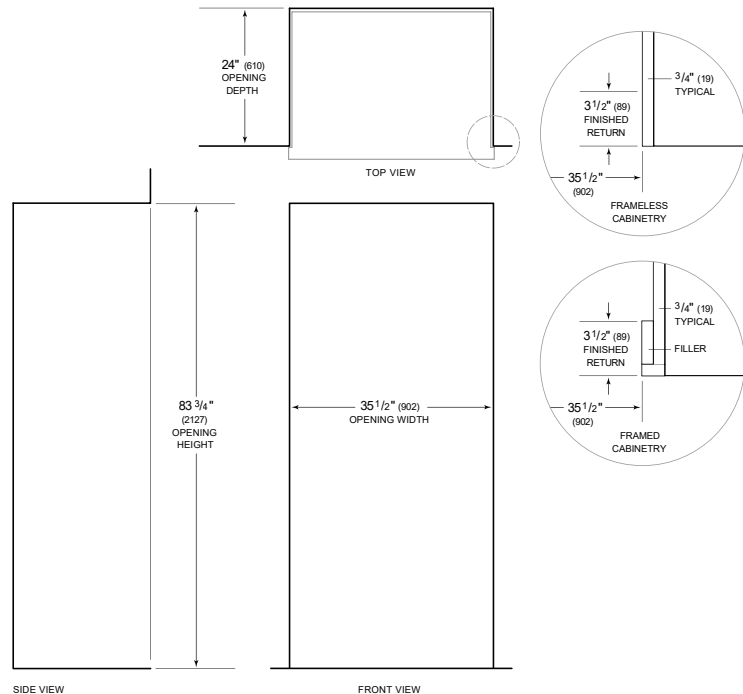 24" (610)
OPENING
DEPTH
TOP VIEW
3/4" (19)
TYPICAL
3 1/2" (89)
FINISHED
RETURN
35 1/2"
(902)
FRAMELESS
CABINETRY
3/4" (19)
TYPICAL
3 1/2" (89)
FINISHED
RETURN
FILLER
35 1/2"
(902)
FRAMED
CABINETRY
83 3/4"
(2127)
OPENING
HEIGHT
35 1/2" (902)
OPENING WIDTH
SIDE VIEW
FRONT VIEW